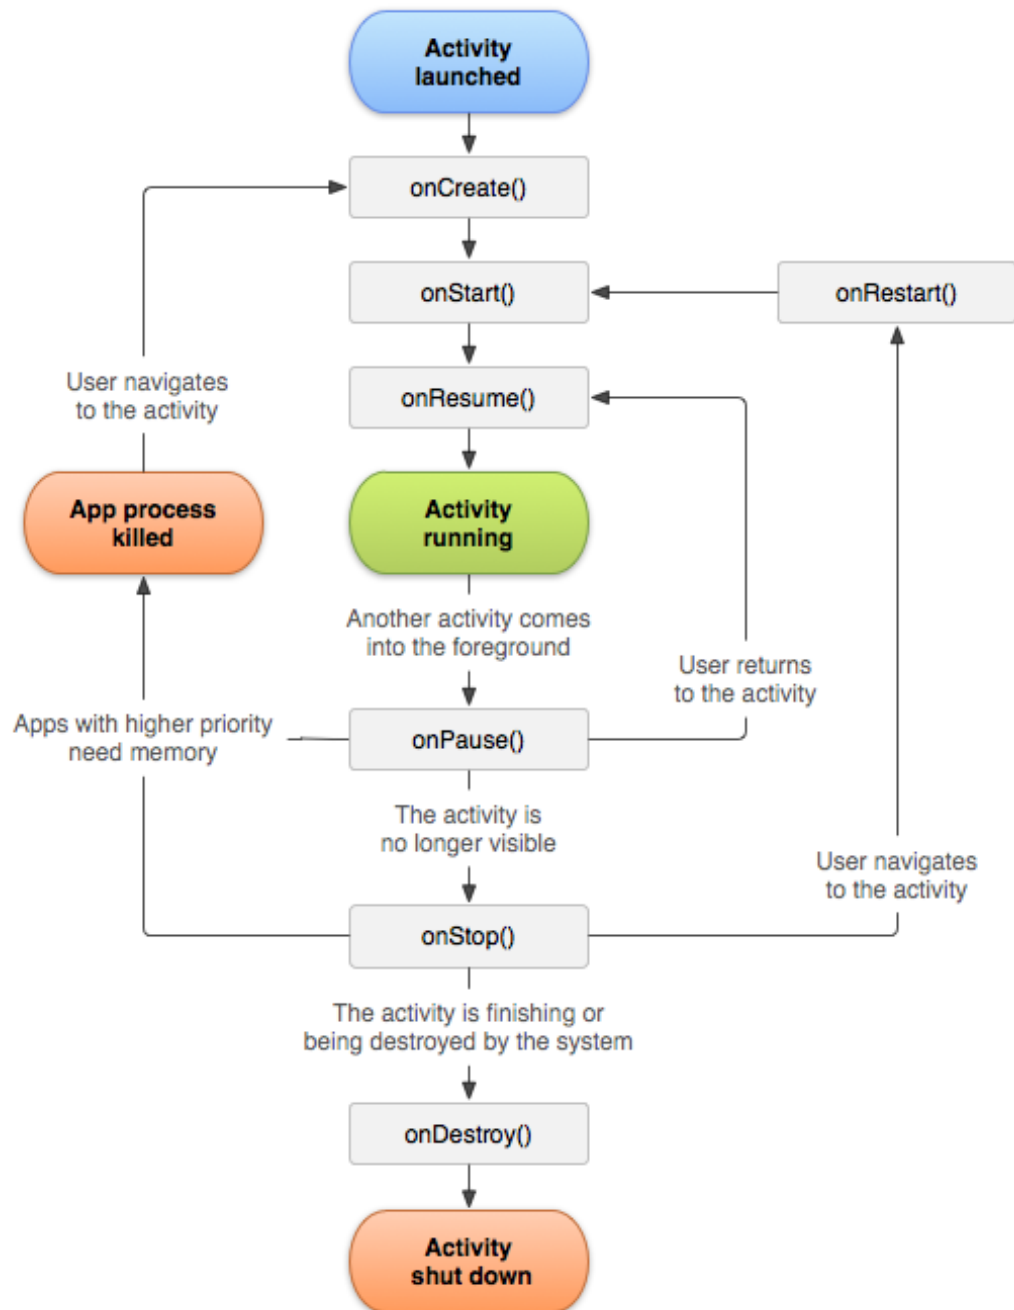 Activity
launched
onCreate()
onStart()
onRestart()
User navigates
to the activity
onResume()
App process
killed
Activity
running
Another activity comes
into the foreground
User returns
to the activity
Apps with higher priority
need memory
onPause()
The activity is
no longer visible
User navigates
to the activity
onStop()
The activity is finishing or
being destroyed by the system
onDestroy()
Activity
shut down